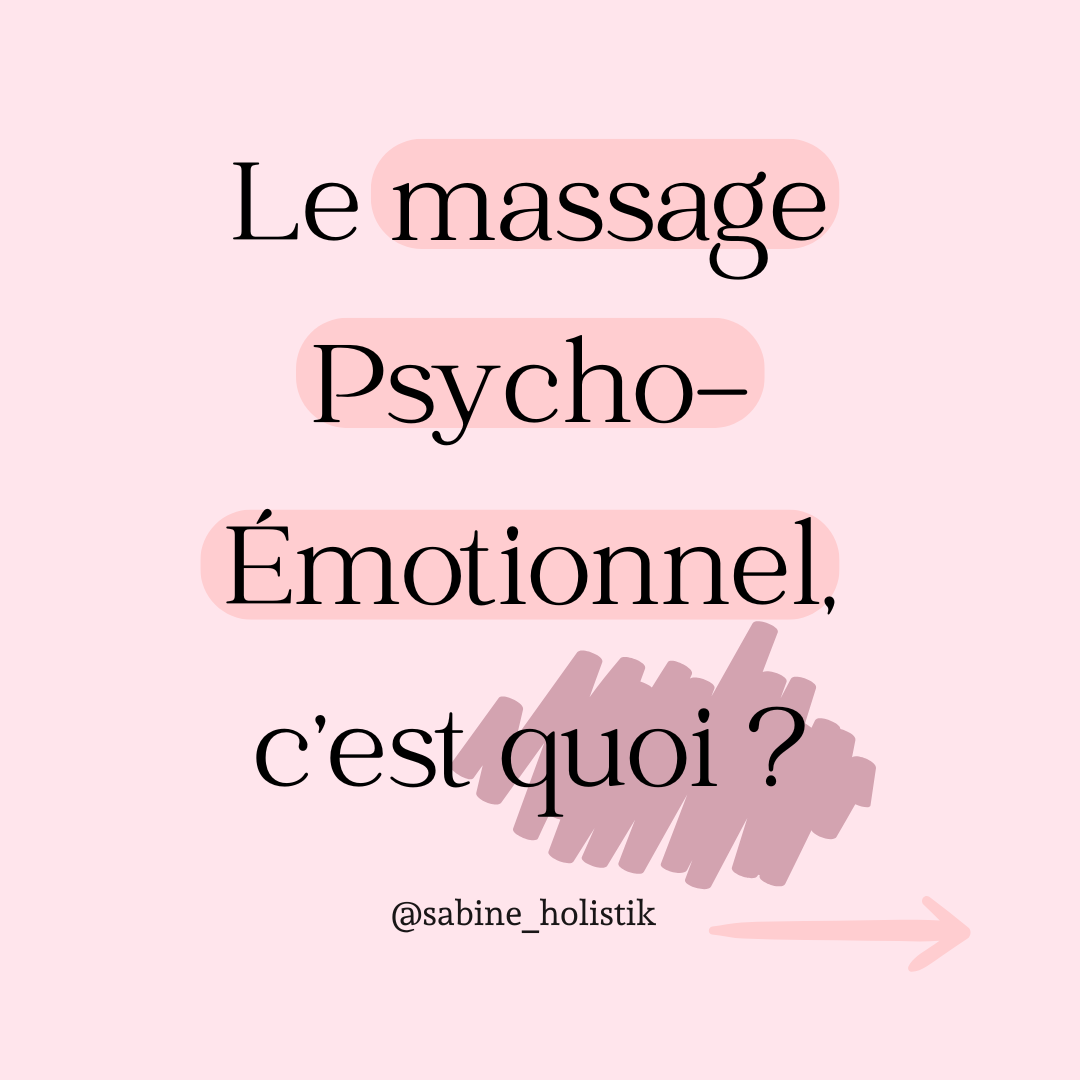 Le massage
Psycho-
Émotionnel,
c'est quoi ?
@sabine_holistik